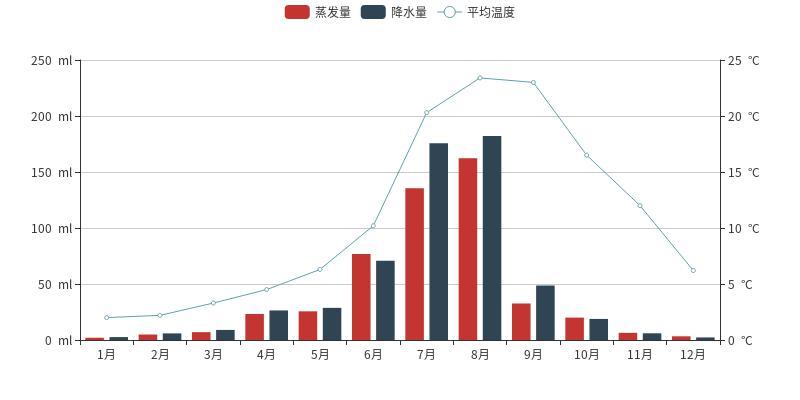 蒸发量 降水量 平均温度
250 ml 25 °C
200 ml 20 °C
150 ml 15 °C
100 ml 10 °C
50 ml 5 °C
0 ml 0 °C
1月 2月 3月 4月 5月 6月 7月 8月 9月 10月 11月 12月